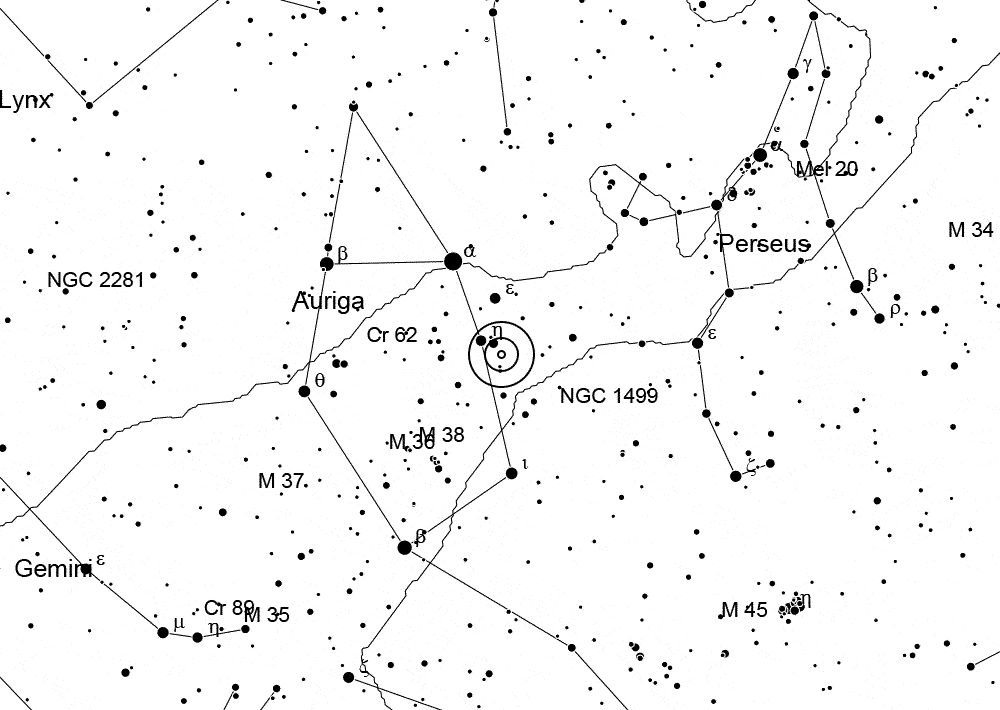 γ
Lynx
α
Mel 20
δ
M 34
Perseus
β
α
NGC 2281
β
ε
Auriga
ρ
η
Cr 62
ε
θ
NGC 1499
M 36
M 38
ι
ζ
M 37
β
Gemini
ε
Cr 89
M 35
M 45
η
μ
η
ζ